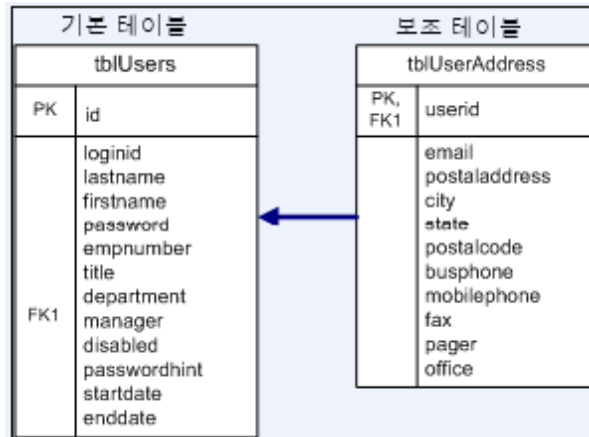 기본 테이블
tblUsers
PK id
loginid
lastname
firstname
password
empnumber
title
department
FK1 manager
disabled
passwordhint
startdate
enddate
보조 테이블
tblUserAddress
PK, FK1 userid
email
postaladdress
city
state
postalcode
busphone
mobilephone
fax
pager
office